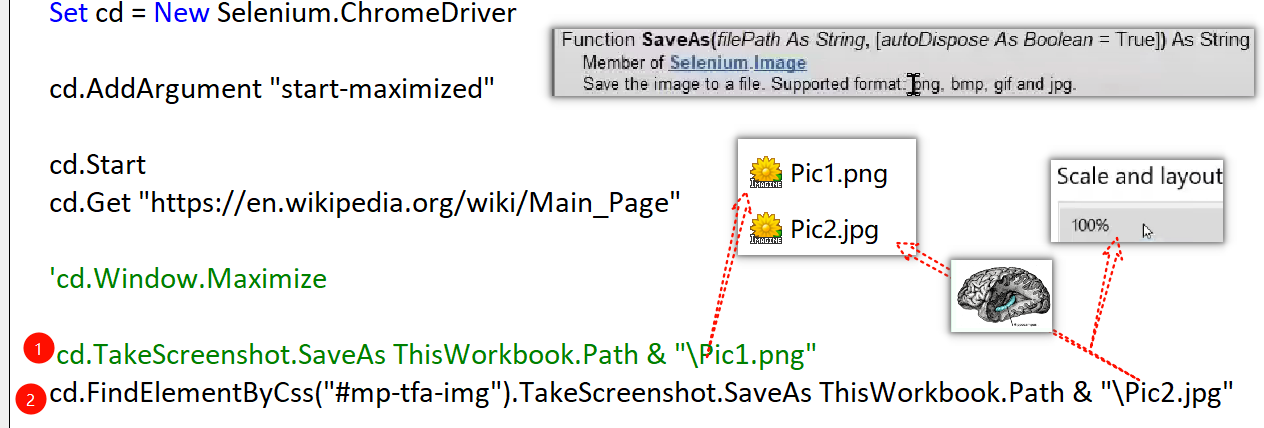 Set cd = New Selenium.ChromeDriver
Function SaveAs(filePath As String, [autoDispose As Boolean = True]) As String
Member of Selenium.Image
Save the image to a file. Supported format: png, bmp, gif and jpg.
cd.AddArgument "start-maximized"
cd.Start
cd.Get "https://en.wikipedia.org/wiki/Main_Page"
IMAGINE Pic1.png
IMAGINE Pic2.jpg
Scale and layout
100%
'cd.Window.Maximize
1 cd.TakeScreenshot.SaveAs ThisWorkbook.Path & "\Pic1.png"
2 cd.FindElementByCss("#mp-tfa-img").TakeScreenshot.SaveAs ThisWorkbook.Path & "\Pic2.jpg"